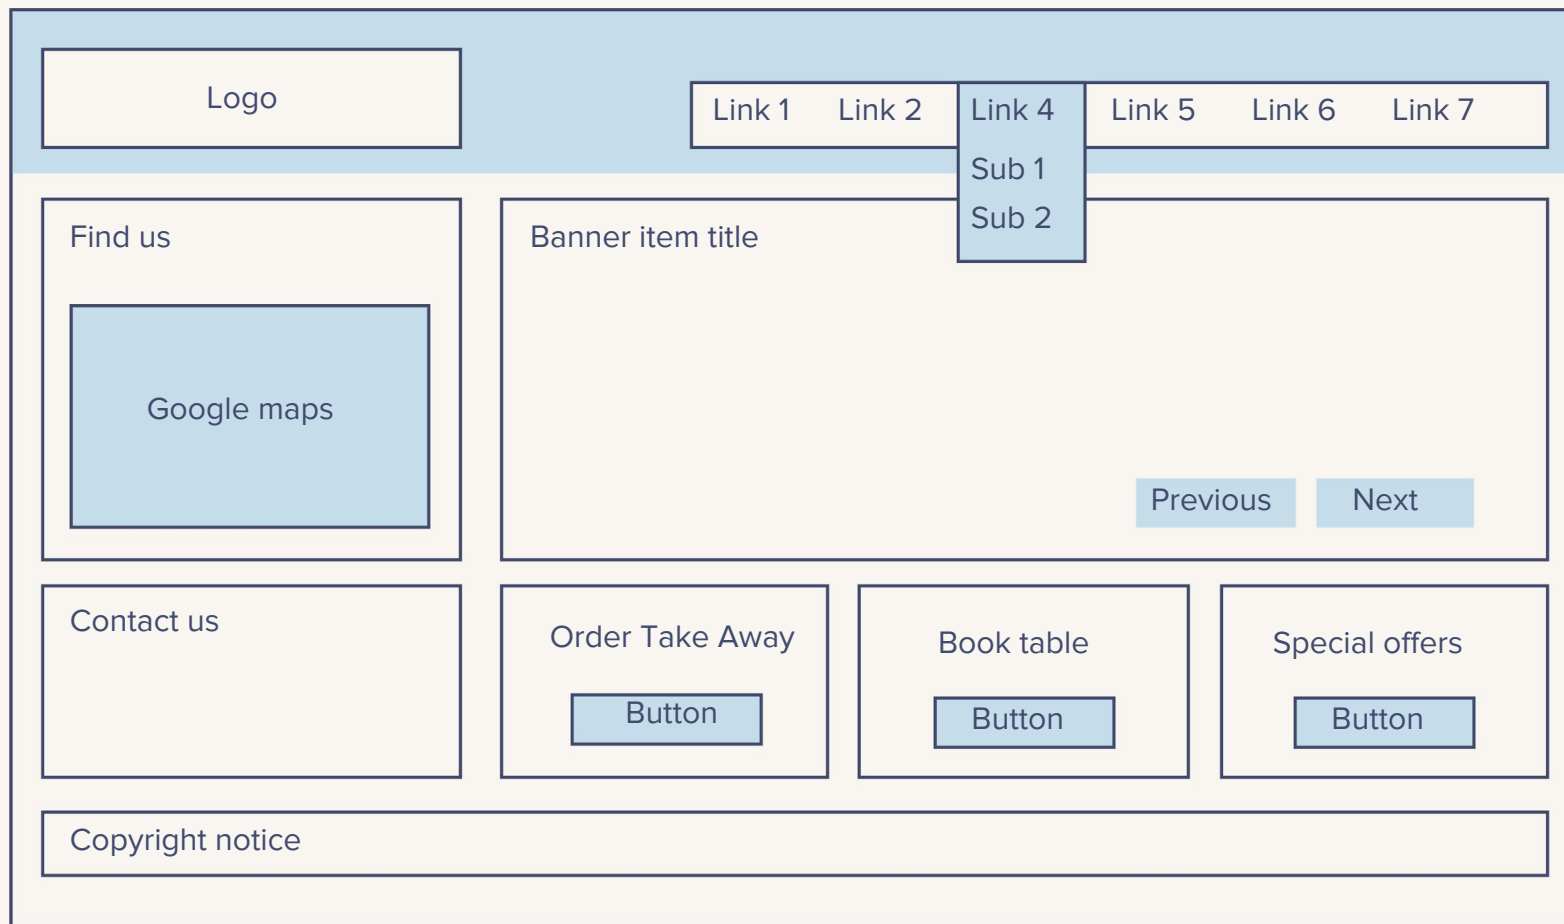 Logo
Link 1 Link 2 Link 4 Link 5 Link 6 Link 7
Sub 1
Sub 2
Find us
Google maps
Banner item title
Previous Next
Contact us
Order Take Away
Button
Book table
Button
Special offers
Button
Copyright notice